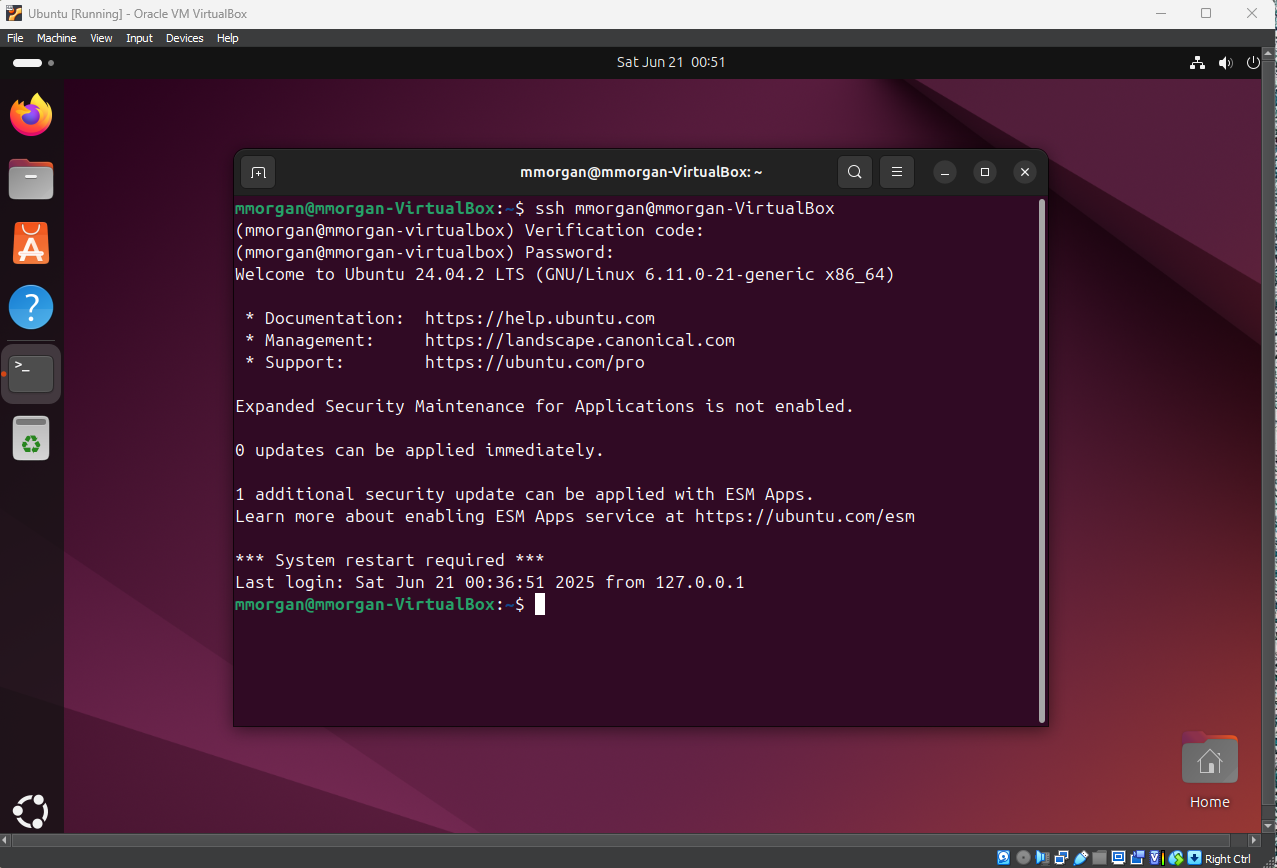 Ubuntu [Running] - Oracle VM VirtualBox
File Machine View Input Devices Help
Sat Jun 21 00:51
mmorgan@mmorgan-VirtualBox: ~
mmorgan@mmorgan-VirtualBox:~$ ssh mmorgan@mmorgan-VirtualBox
(mmorgan@mmorgan-virtualbox) Verification code:
(mmorgan@mmorgan-virtualbox) Password:
Welcome to Ubuntu 24.04.2 LTS (GNU/Linux 6.11.0-21-generic x86_64)
* Documentation: https://help.ubuntu.com
* Management: https://landscape.canonical.com
* Support: https://ubuntu.com/pro
Expanded Security Maintenance for Applications is not enabled.
0 updates can be applied immediately.
1 additional security update can be applied with ESM Apps.
Learn more about enabling ESM Apps service at https://ubuntu.com/esm
*** System restart required ***
Last login: Sat Jun 21 00:36:51 2025 from 127.0.0.1
mmorgan@mmorgan-VirtualBox:~$
Home
Right Ctrl